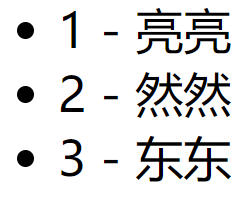 • 1 - 亮亮
• 2 - 然然
• 3 - 东东